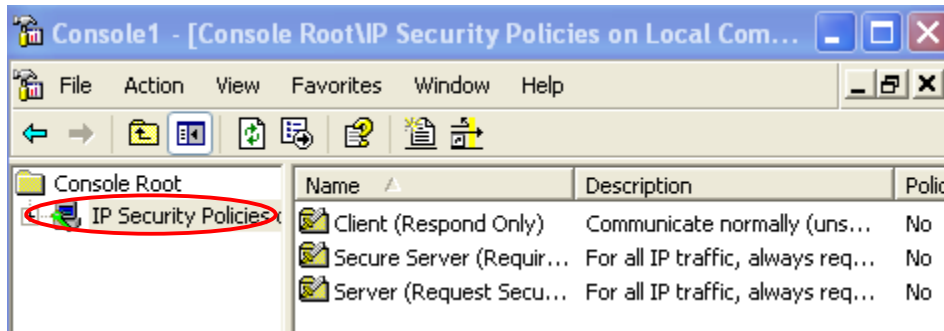 Console1 - [Console Root\IP Security Policies on Local Com...
File Action View Favorites Window Help
Console Root
IP Security Policies
Name Description Polic
Client (Respond Only) Communicate normally (uns... No
Secure Server (Requir... For all IP traffic, always req... No
Server (Request Secu... For all IP traffic, always req... No